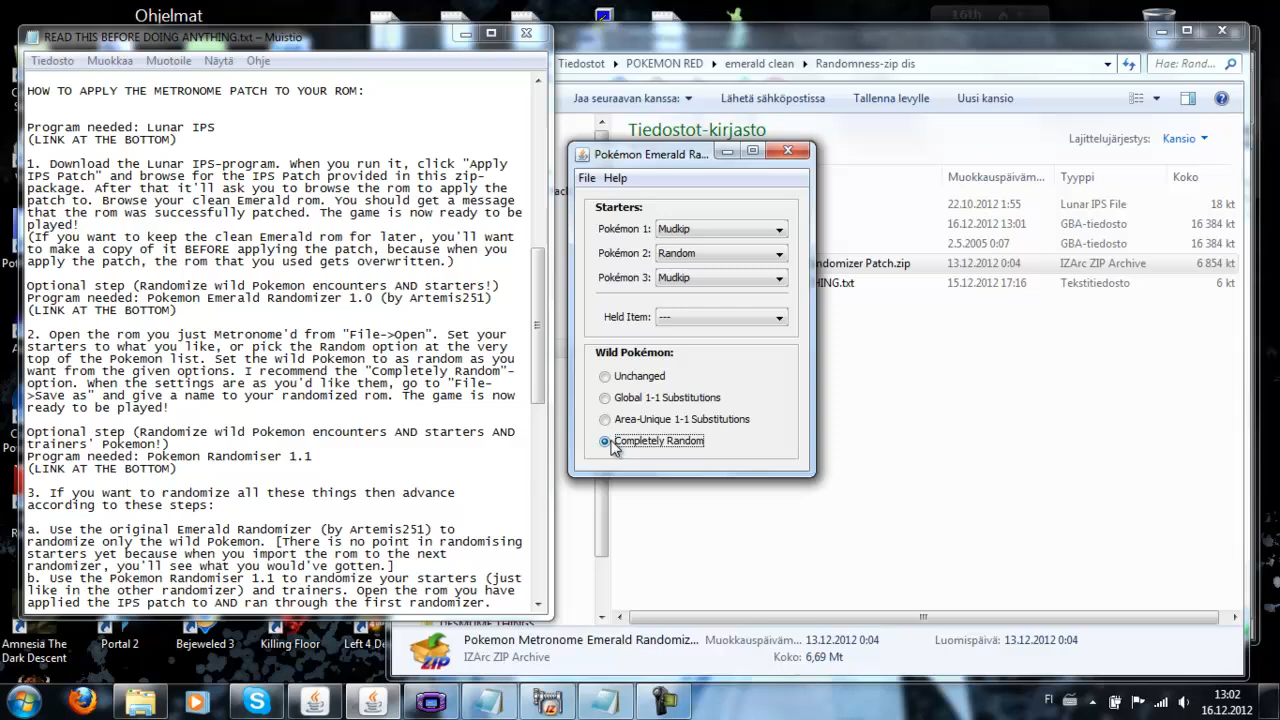 Ohjelmat
16th
READ THIS BEFORE DOING ANYTHING.txt – Muistio
Tiedosto Muokkaa Muotoile Näytä Ohje
HOW TO APPLY THE METRONOME PATCH TO YOUR ROM:
Program needed: Lunar IPS
(LINK AT THE BOTTOM)
1. Download the Lunar IPS-program. When you run it, click "Apply
IPS Patch" and browse for the IPS Patch provided in this zip-
package. After that it'll ask you to browse the rom to apply the
patch to. Browse your clean Emerald rom. You should get a message
that the rom was successfully patched. The game is now ready to be
played!
(If you want to keep the clean Emerald rom for later, you'll want
to make a copy of it BEFORE applying the patch, because when you
apply the patch, the rom that you used gets overwritten.)
Optional step (Randomize wild Pokemon encounters AND starters!)
Program needed: Pokemon Emerald Randomizer 1.0 (by Artemis251)
(LINK AT THE BOTTOM)
2. Open the rom you just Metronome'd from "File->Open". Set your
starters to what you like, or pick the Random option at the very
top of the Pokemon list. Set the wild Pokemon to as random as you
want from the given options. I recommend the "Completely Random"-
option. When the settings are as you'd like them, go to "File-
>Save as" and give a name to your randomized rom. The game is now
ready to be played!
Optional step (Randomize wild Pokemon encounters AND starters AND
trainers' Pokemon!)
Program needed: Pokemon Randomiser 1.1
(LINK AT THE BOTTOM)
3. If you want to randomize all these things then advance
according to these steps:
a. Use the original Emerald Randomizer (by Artemis251) to
randomize only the wild Pokemon. [There is no point in randomising
starters yet because when you import the rom to the next
randomizer, you'll see what you would've gotten.]
b. Use the Pokemon Randomiser 1.1 to randomize your starters (just
like in the other randomizer) and trainers. Open the rom you have
applied the IPS patch to AND ran through the first randomizer.
Tiedostot POKEMON RED emerald clean Randomness-zip dis
Hae: Rand...
Jaa seuraavan kanssa: Lähetä sähköpostissa Tallenna levylle Uusi kansio
Tiedostot-kirjasto
Lajittelujärjestys: Kansio
Muokkauspäiväm... Tyyppi Koko
22.10.2012 1:55 Lunar IPS File 18 kt
16.12.2012 13:01 GBA-tiedosto 16 384 kt
2.5.2005 0:07 GBA-tiedosto 16 384 kt
ndomizer Patch.zip 13.12.2012 0:04 IZArc ZIP Archive 6 854 kt
HING.txt 15.12.2012 17:16 Tekstitiedosto 6 kt
Pokémon Emerald Ra...
File Help
Starters:
Pokémon 1: Mudkip
Pokémon 2: Random
Pokémon 3: Mudkip
Held Item: ---
Wild Pokémon:
Unchanged
Global 1-1 Substitutions
Area-Unique 1-1 Substitutions
Completely Random
Pokemon Metronome Emerald Randomiz... Muokkauspäiväm... 13.12.2012 0:04 Luomispäivä: 13.12.2012 0:04
IZArc ZIP Archive Koko: 6,69 Mt
ZIP
Amnesia The
Dark Descent
Portal 2
Bejeweled 3
Killing Floor
Left 4 De
FI
13:02
16.12.2012